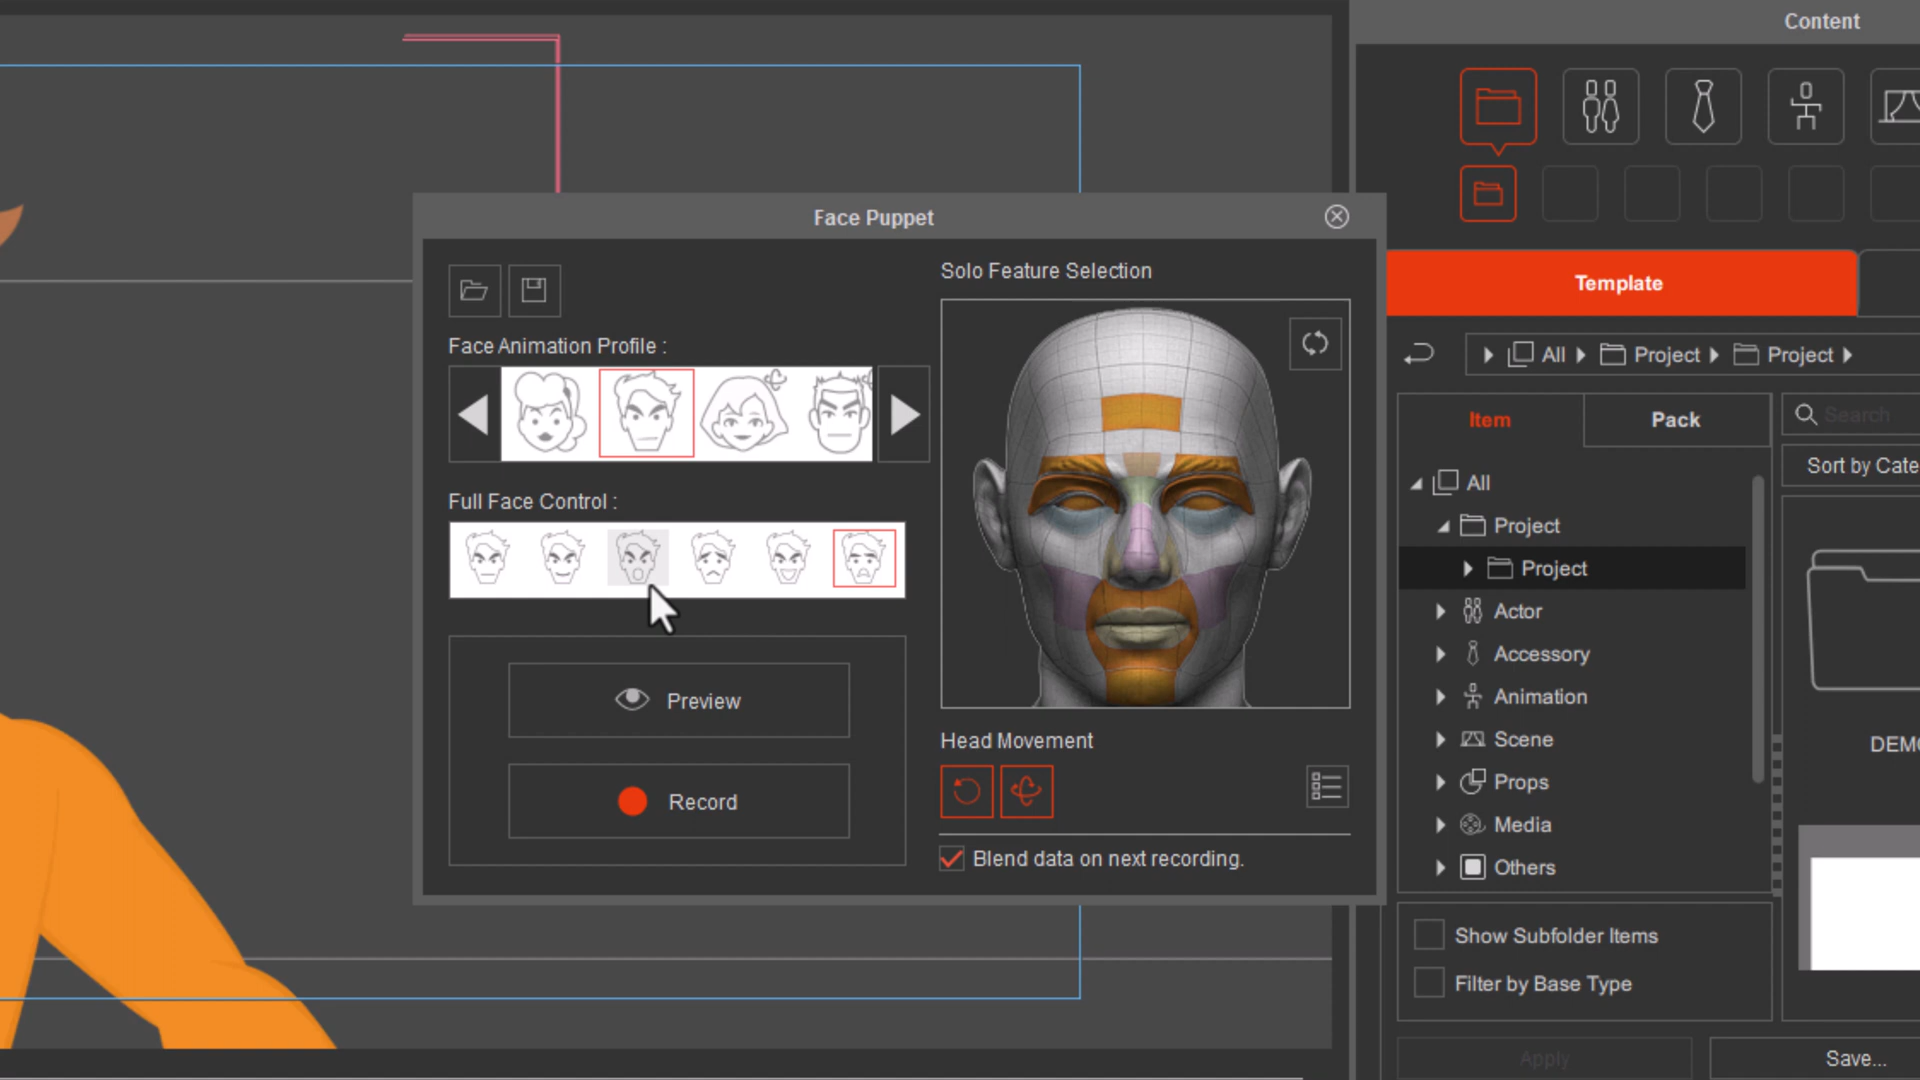 Content
Face Puppet
Solo Feature Selection
Face Animation Profile :
Full Face Control :
Preview
Record
Head Movement
Blend data on next recording.
Template
All
Project
Project
Item
Pack
Search
Sort by Cate
All
Project
Project
Actor
Accessory
Animation
Scene
Props
Media
Others
DEMO
Show Subfolder Items
Filter by Base Type
Apply
Save...